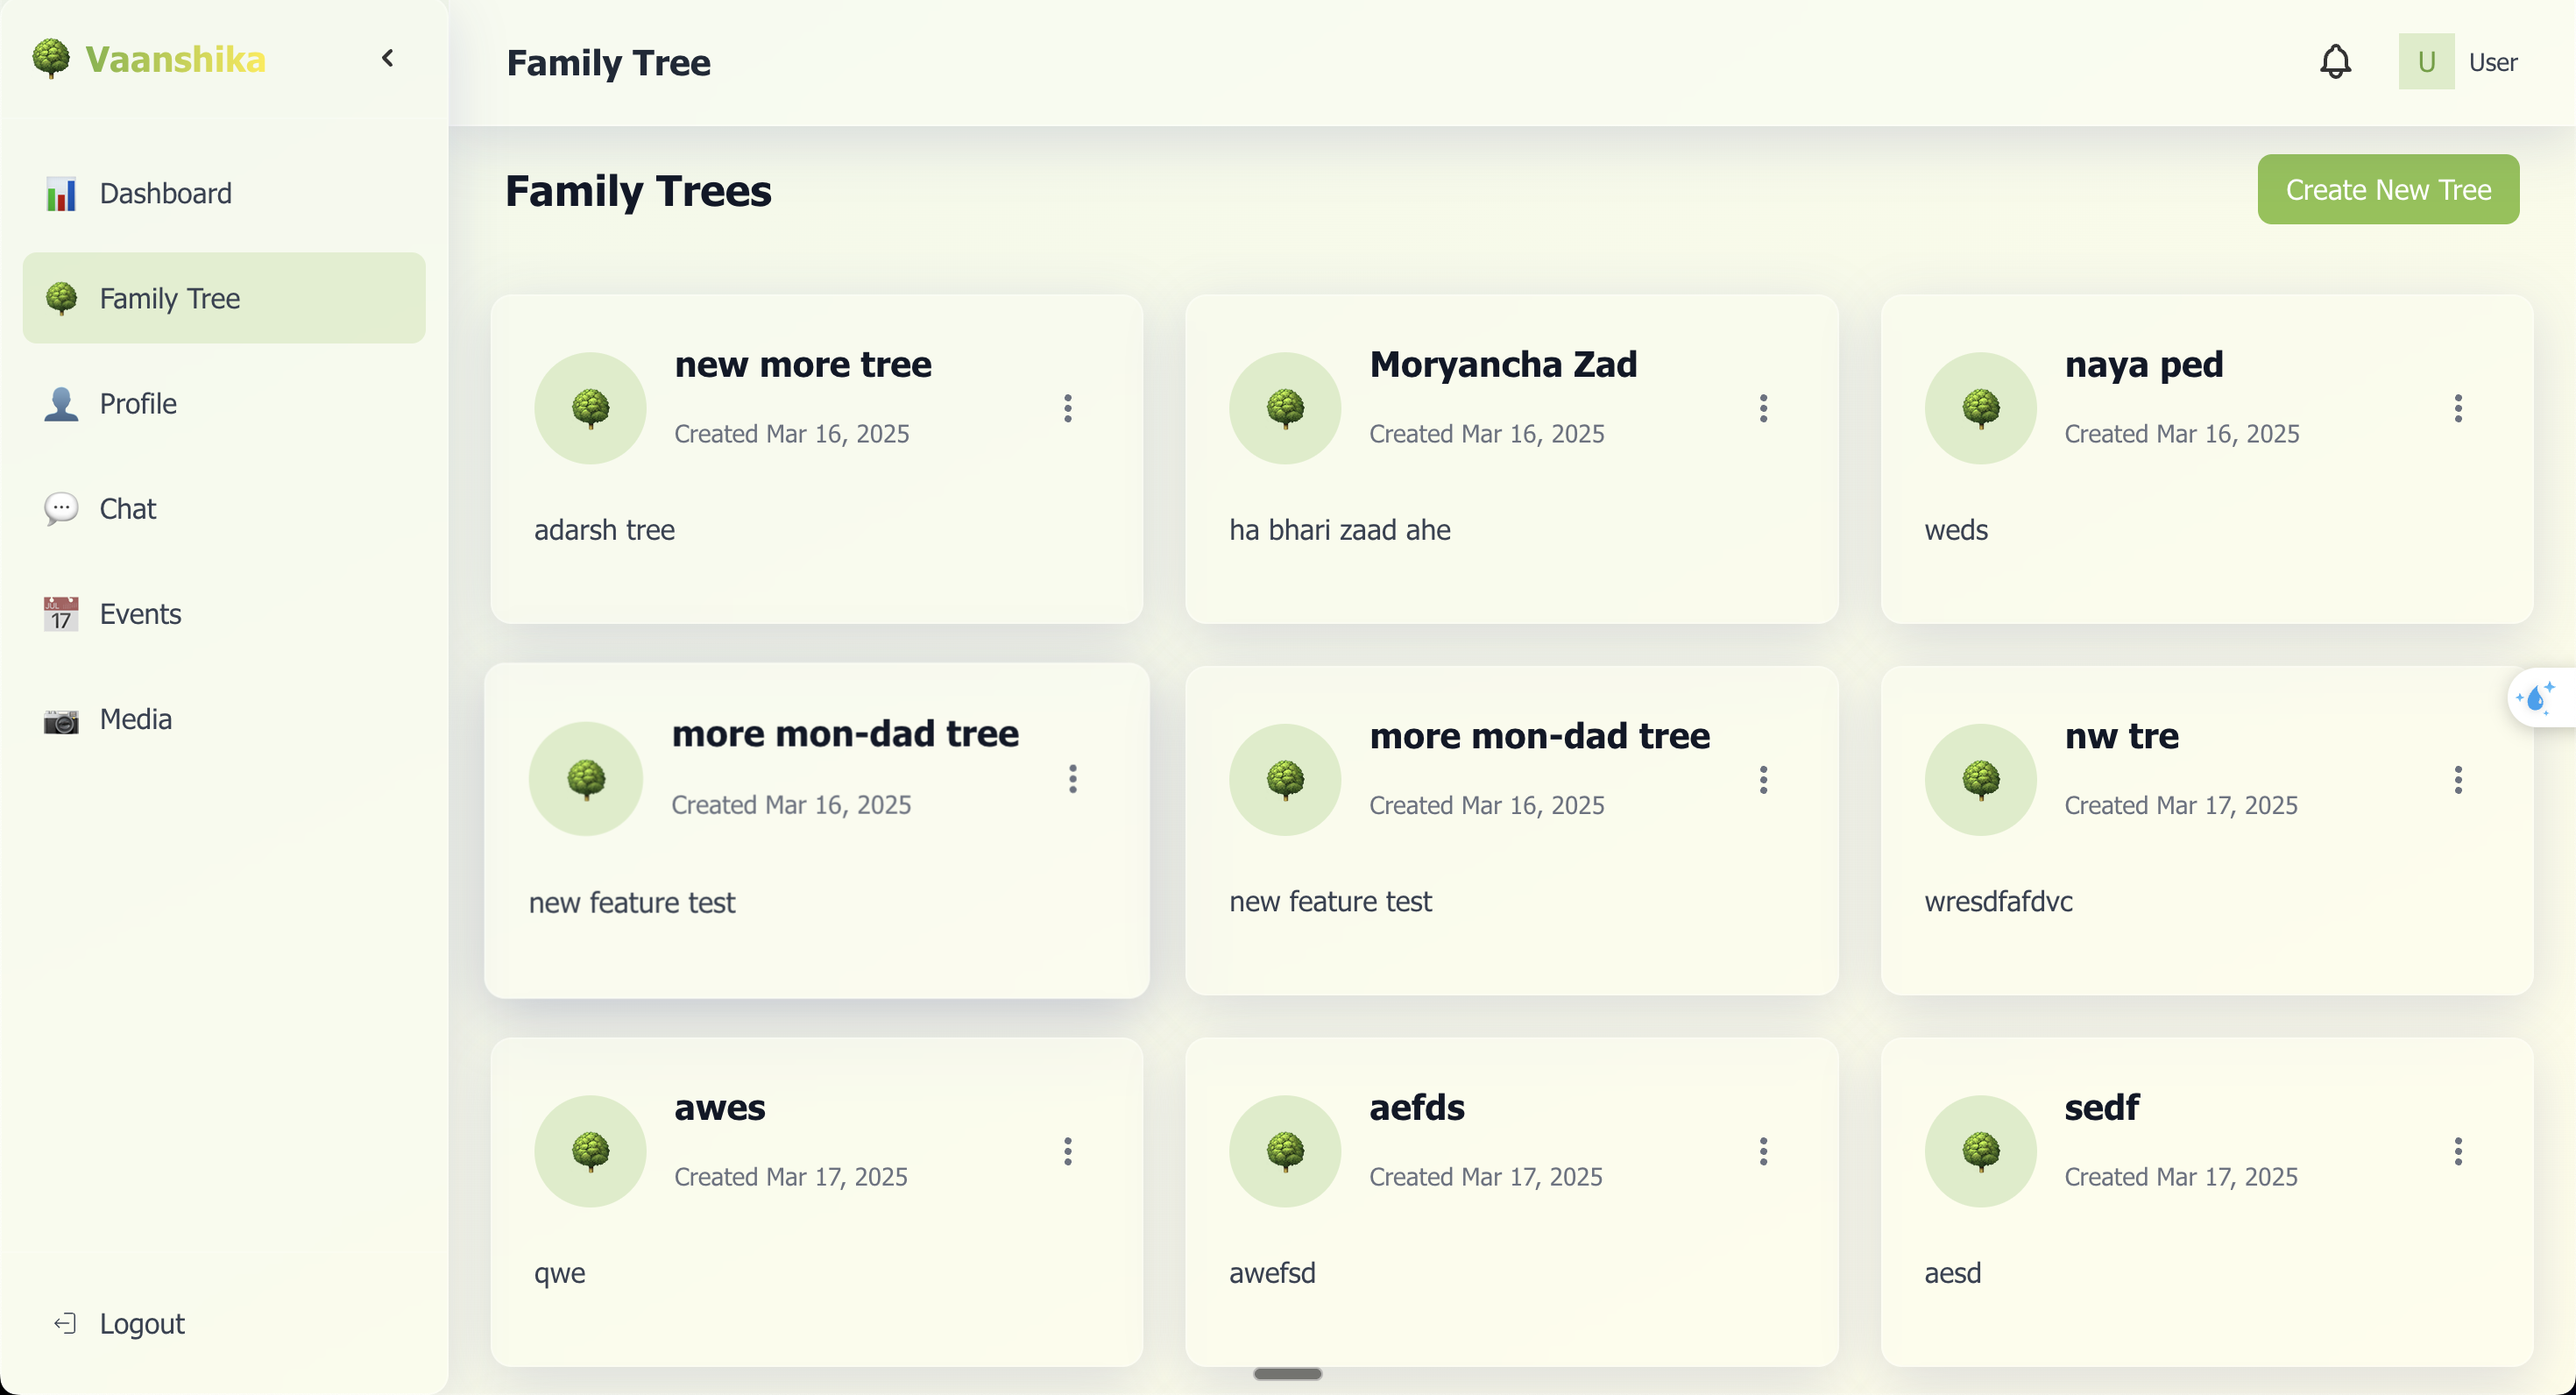 Vaanshika
Dashboard
Family Tree
Profile
Chat
JUL
17
Events
Media
Logout
Family Tree
U
User
Family Trees
Create New Tree
new more tree
Created Mar 16, 2025
adarsh tree
Moryancha Zad
Created Mar 16, 2025
ha bhari zaad ahe
naya ped
Created Mar 16, 2025
weds
more mon-dad tree
Created Mar 16, 2025
new feature test
more mon-dad tree
Created Mar 16, 2025
new feature test
nw tre
Created Mar 17, 2025
wresdfafdvc
awes
Created Mar 17, 2025
qwe
aefds
Created Mar 17, 2025
awefsd
sedf
Created Mar 17, 2025
aesd